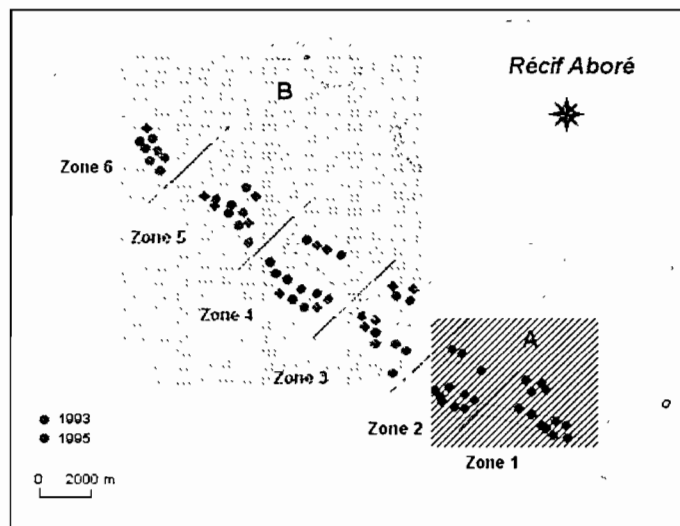 Récif Aboré
B
Zone 6
Zone 5
Zone 4
Zone 3
A
Zone 2
Zone 1
1993
1995
0 2000 m